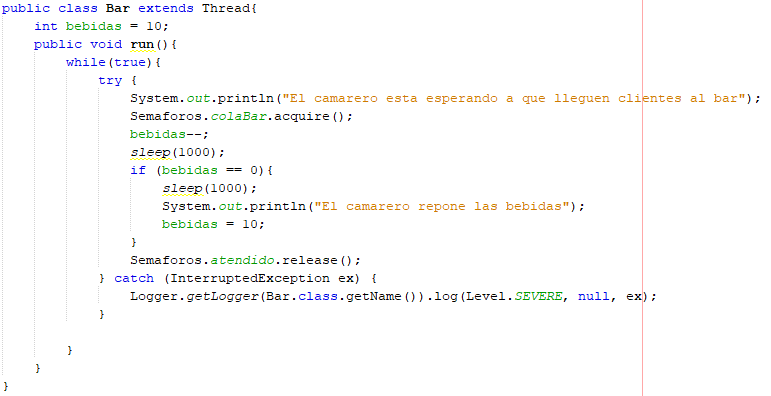 public class Bar extends Thread{
    int bebidas = 10;
    public void run(){
        while(true){
            try {
                System.out.println("El camarero esta esperando a que lleguen clientes al bar");
                Semaforos.colaBar.acquire();
                bebidas--;
                sleep(1000);
                if (bebidas == 0){
                    sleep(1000);
                    System.out.println("El camarero repone las bebidas");
                    bebidas = 10;
                }
                Semaforos.atendido.release();
            } catch (InterruptedException ex) {
                Logger.getLogger(Bar.class.getName()).log(Level.SEVERE, null, ex);
            }
        }
    }
}